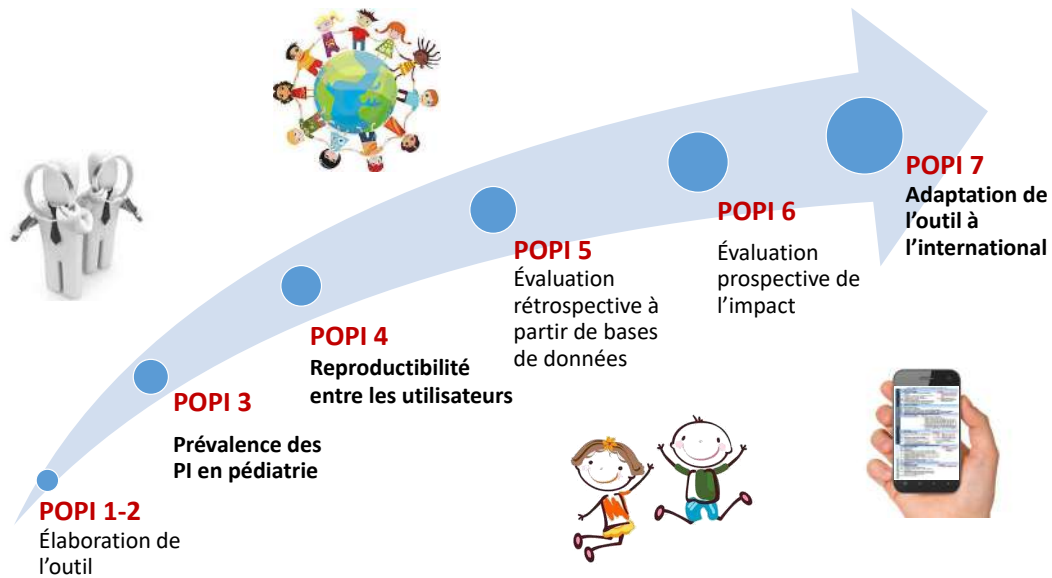 POPI 1-2
Élaboration de
l'outil
POPI 3
Prévalence des
PI en pédiatrie
POPI 4
Reproductibilité
entre les utilisateurs
POPI 5
Évaluation
rétrospective à
partir de bases
de données
POPI 6
Évaluation
prospective de
l'impact
POPI 7
Adaptation de
l'outil à
l'international